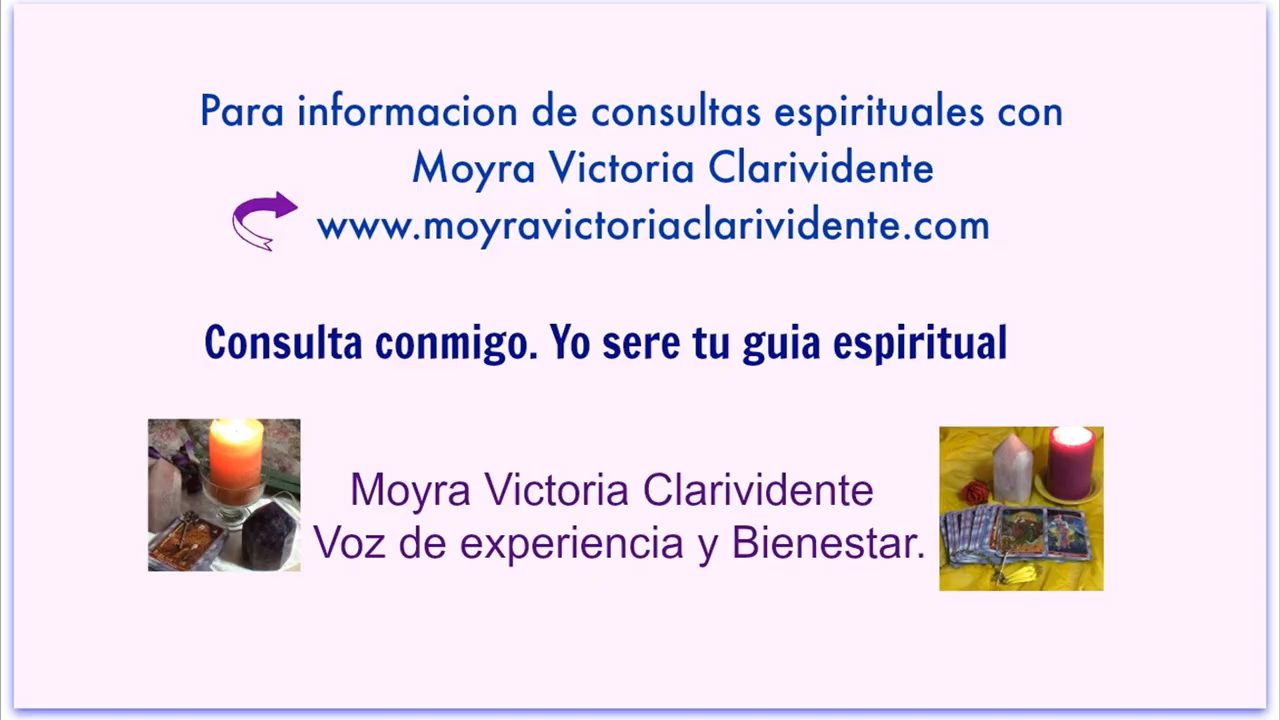 Para informacion de consultas espirituales con
Moyra Victoria Clarividente
www.moyravictoriaclarividente.com
Consulta conmigo. Yo sere tu guia espiritual
Moyra Victoria Clarividente
Voz de experiencia y Bienestar.